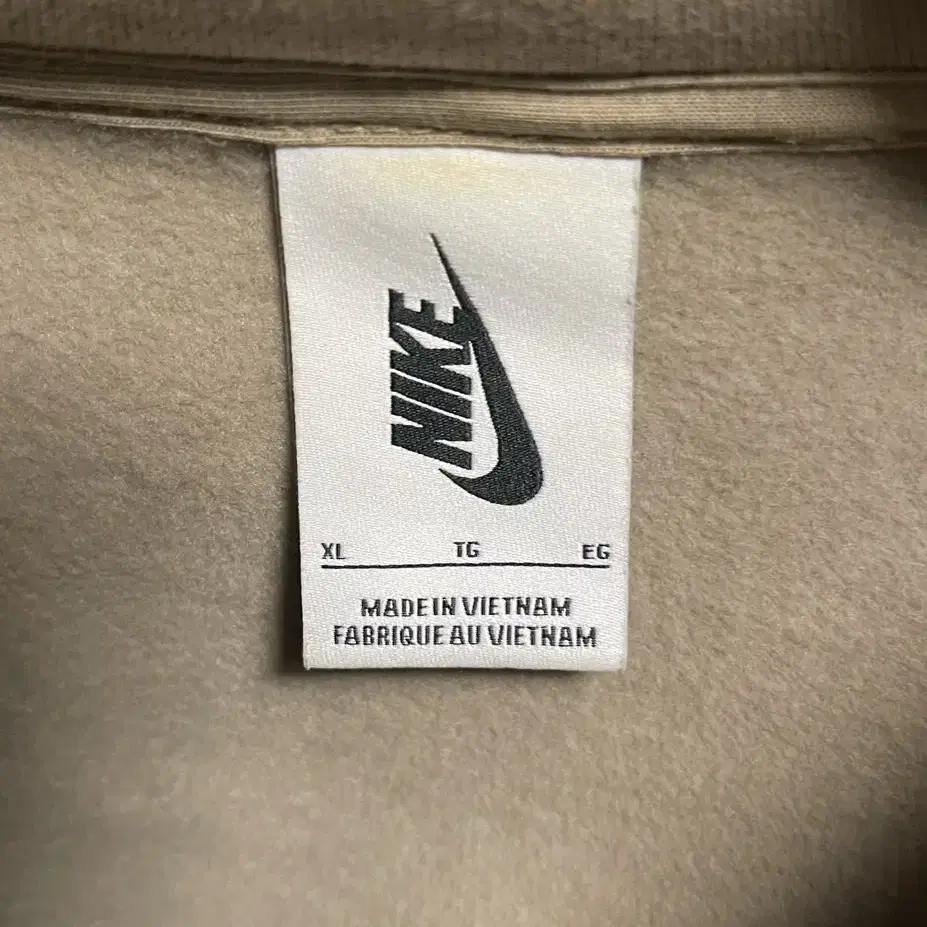 NIKE
XL TG EG
MADE IN VIETNAM
FABRIQUE AU VIETNAM